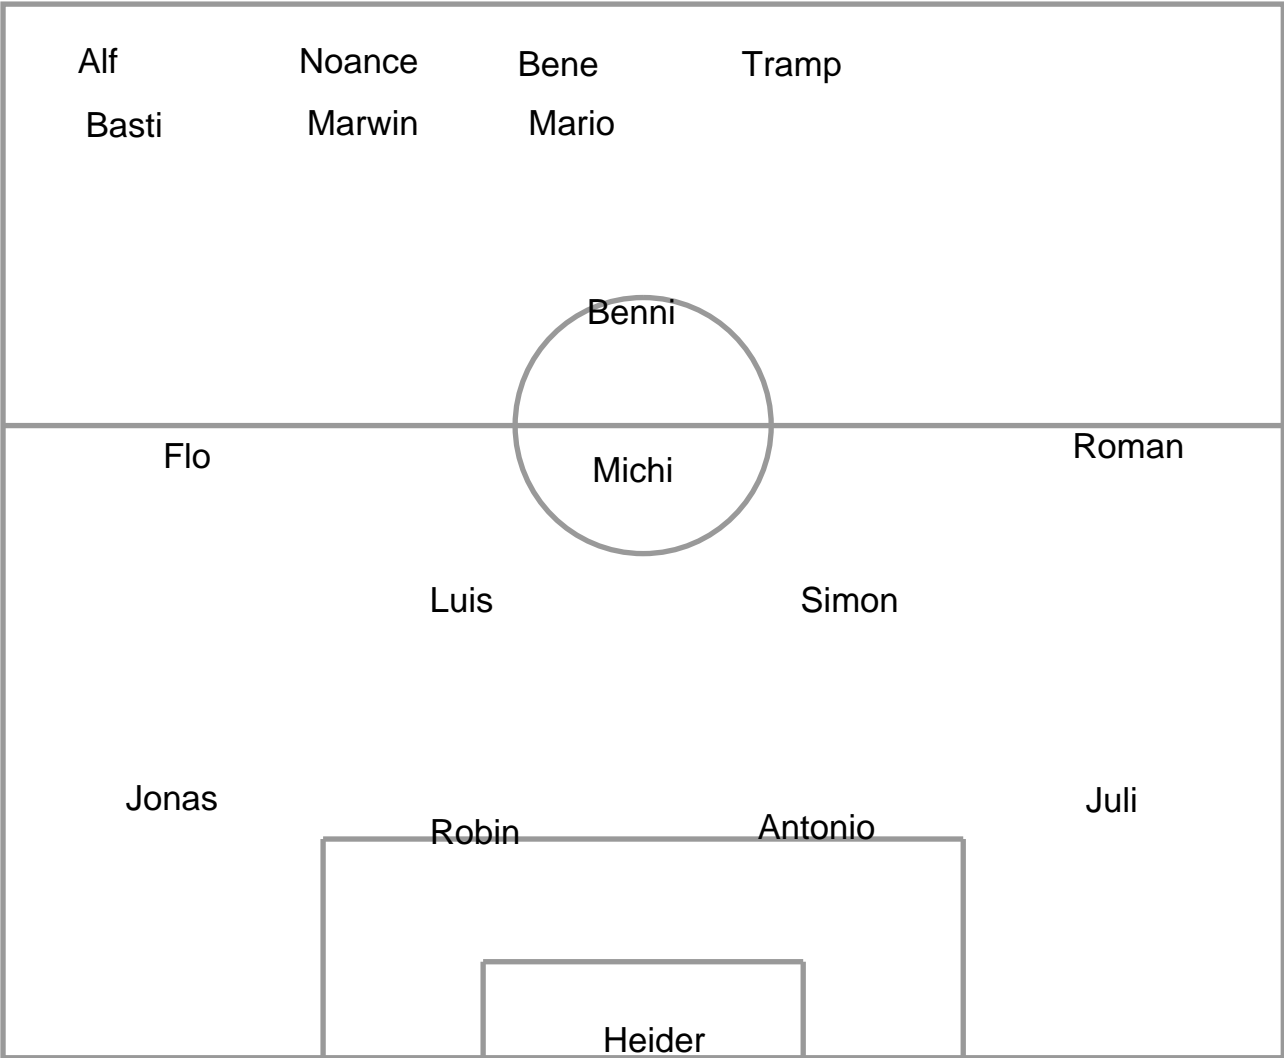 Alf Noance Bene Tramp
Basti Marwin Mario
Benni
Flo Michi Roman
Luis Simon
Jonas Robin Antonio Juli
Heider